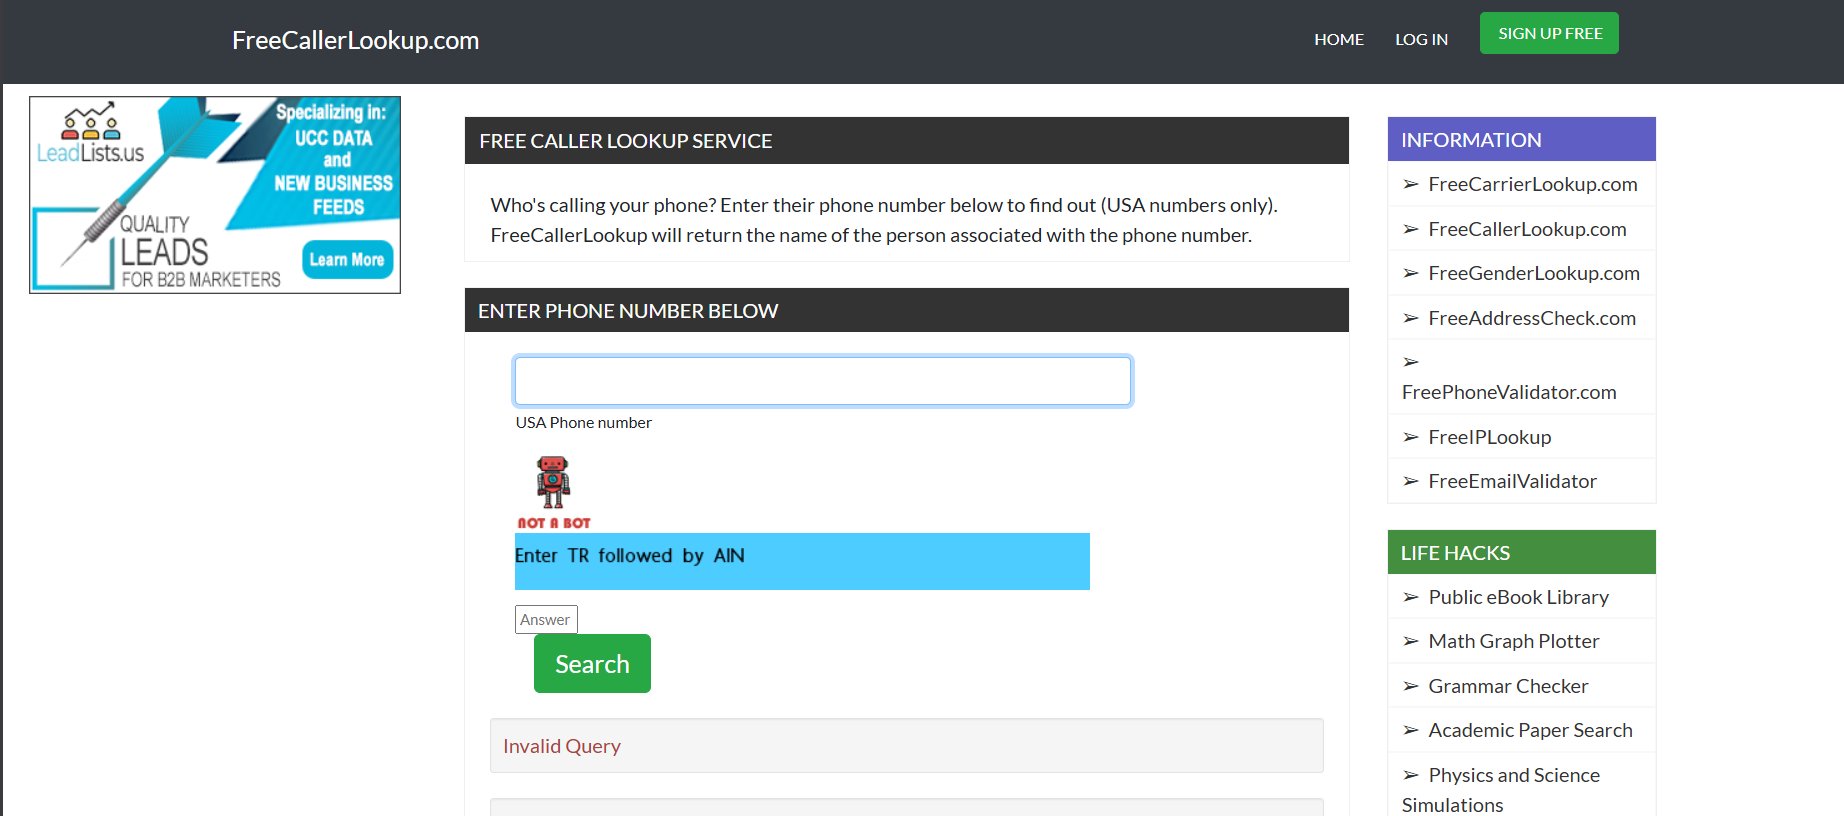 FreeCallerLookup.com
HOME
LOG IN
SIGN UP FREE
LeadLists.us
Specializing in:
UCC DATA
and
NEW BUSINESS
FEEDS
QUALITY
LEADS
FOR B2B MARKETERS
Learn More
FREE CALLER LOOKUP SERVICE
Who's calling your phone? Enter their phone number below to find out (USA numbers only).
FreeCallerLookup will return the name of the person associated with the phone number.
ENTER PHONE NUMBER BELOW
USA Phone number
NOT A BOT
Enter TR followed by AIN
Answer
Search
Invalid Query
INFORMATION
➢ FreeCarrierLookup.com
➢ FreeCallerLookup.com
➢ FreeGenderLookup.com
➢ FreeAddressCheck.com
➢
FreePhoneValidator.com
➢ FreeIPLookup
➢ FreeEmailValidator
LIFE HACKS
➢ Public eBook Library
➢ Math Graph Plotter
➢ Grammar Checker
➢ Academic Paper Search
➢ Physics and Science
Simulations